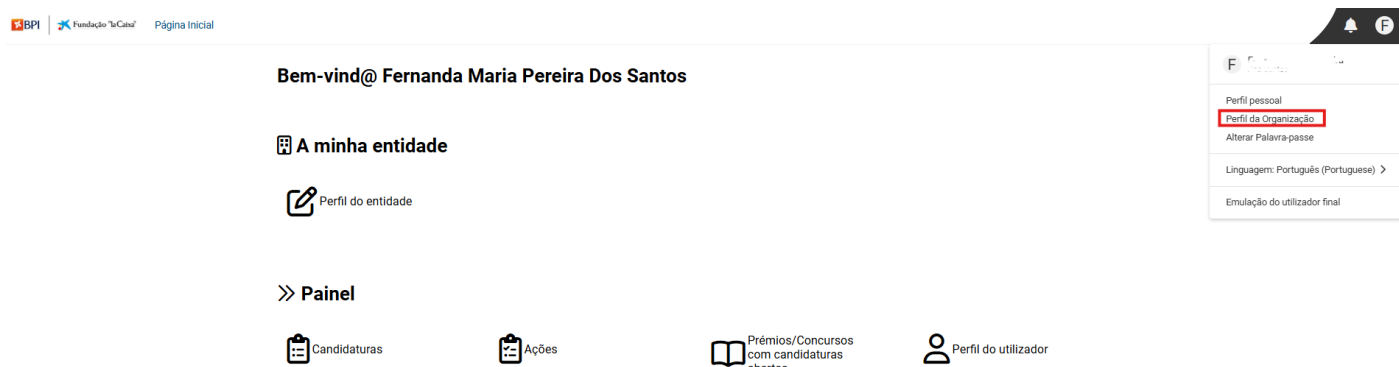 BPI
Fundação "la Caixa"
Página Inicial
F
Bem-vind@ Fernanda Maria Pereira Dos Santos
F
Perfil pessoal
Perfil da Organização
Alterar Palavra-passe
Linguagem: Português (Portuguese)
Emulação do utilizador final
A minha entidade
Perfil do entidade
Painel
Candidaturas
Ações
Prémios/Concursos
com candidaturas
Perfil do utilizador